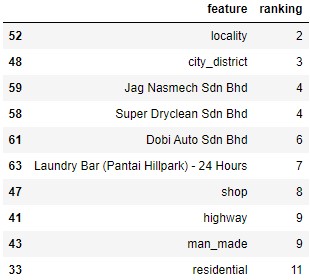 feature ranking
52 locality 2
48 city_district 3
59 Jag Nasmech Sdn Bhd 4
58 Super Dryclean Sdn Bhd 4
61 Dobi Auto Sdn Bhd 6
63 Laundry Bar (Pantai Hillpark) - 24 Hours 7
47 shop 8
41 highway 9
43 man_made 9
33 residential 11